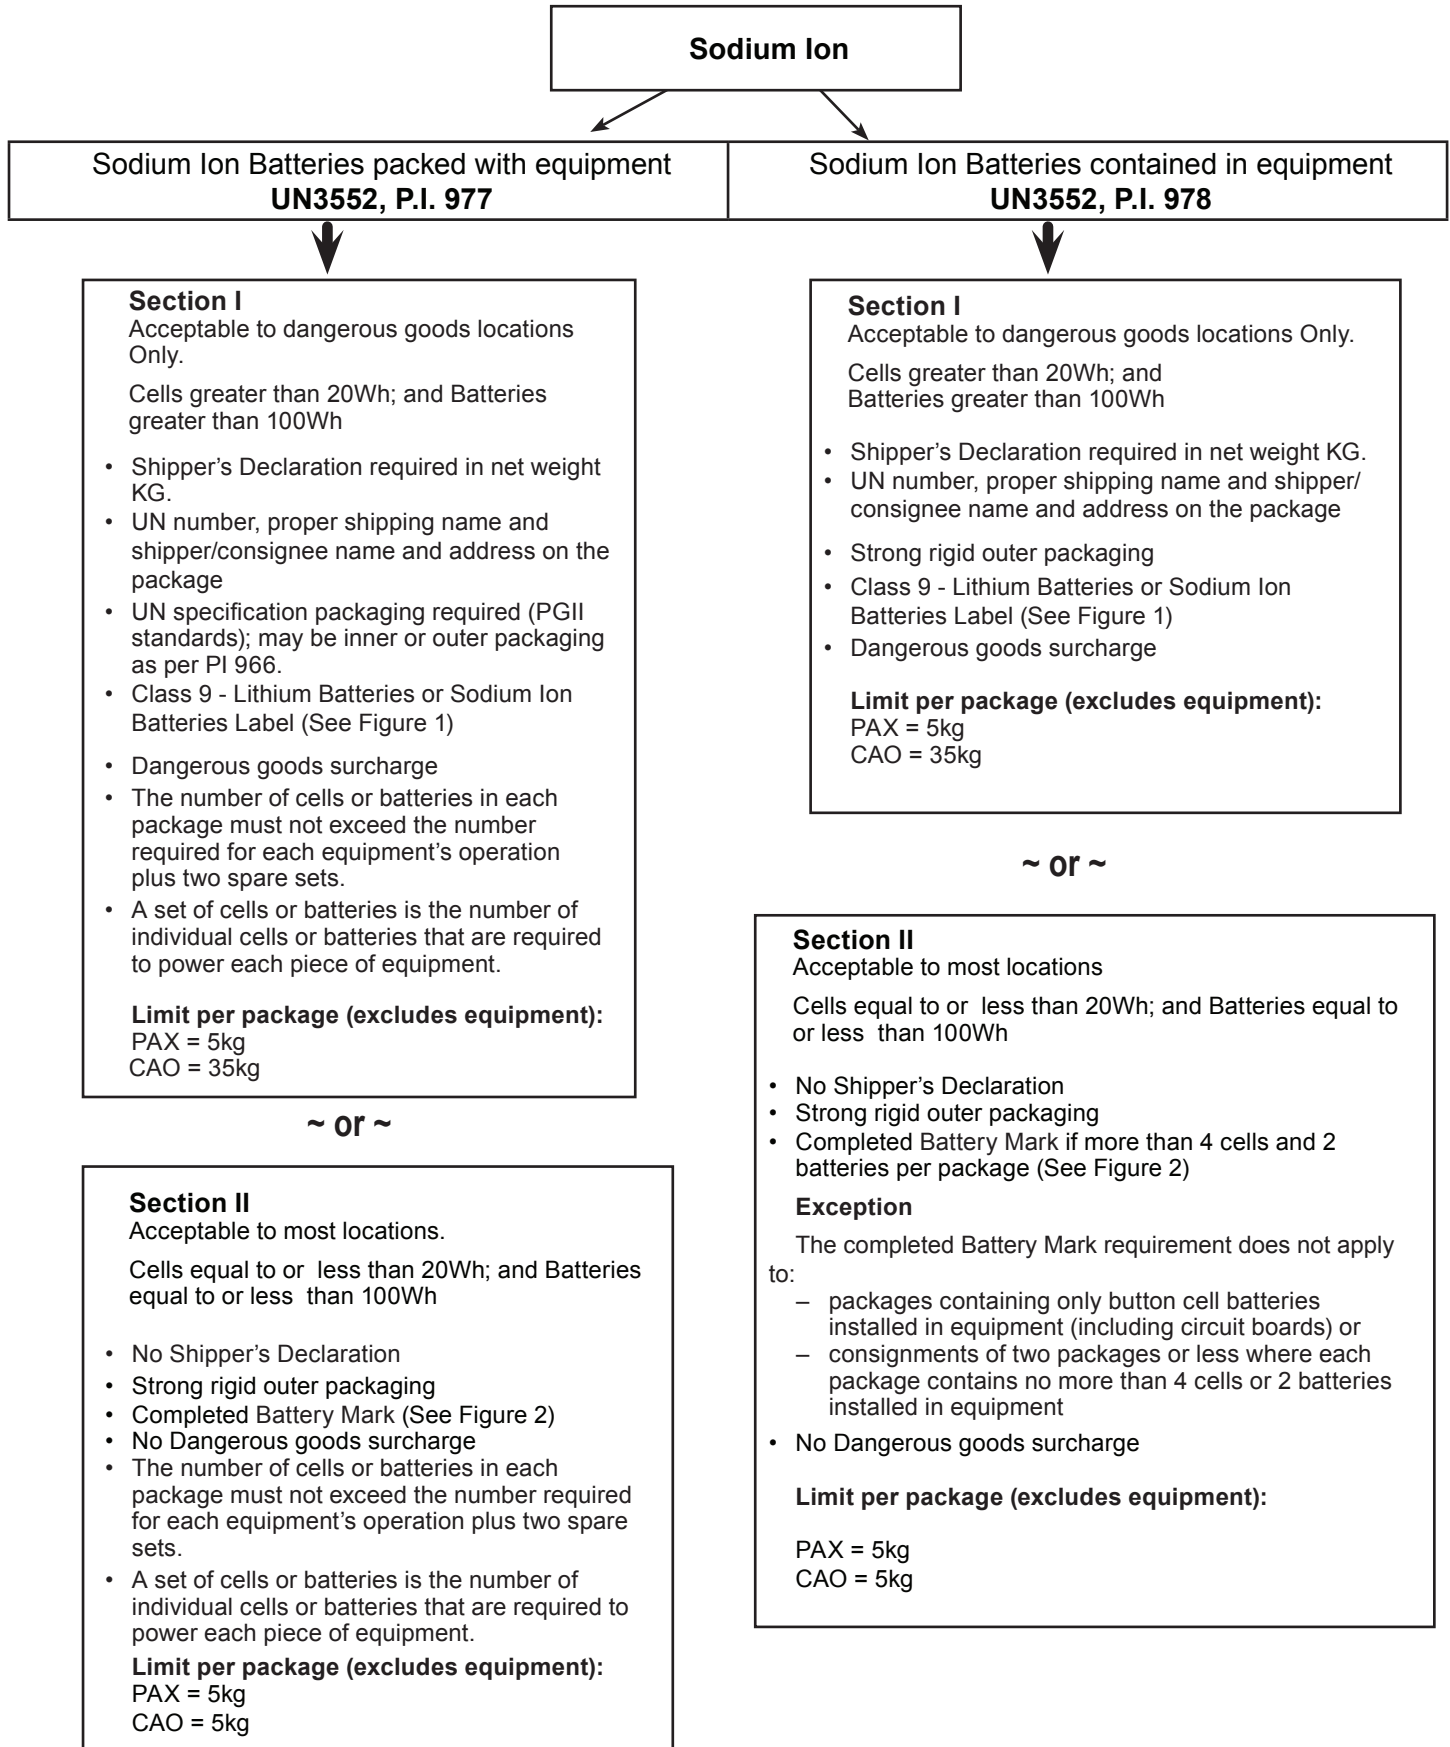 Sodium Ion
Sodium Ion Batteries packed with equipment
UN3552, P.I. 977
Sodium Ion Batteries contained in equipment
UN3552, P.I. 978
Section I
Acceptable to dangerous goods locations
Only.
Cells greater than 20Wh; and Batteries
greater than 100Wh
• Shipper's Declaration required in net weight
KG.
• UN number, proper shipping name and
shipper/consignee name and address on the
package
• UN specification packaging required (PGII
standards); may be inner or outer packaging
as per PI 966.
• Class 9 - Lithium Batteries or Sodium Ion
Batteries Label (See Figure 1)
• Dangerous goods surcharge
• The number of cells or batteries in each
package must not exceed the number
required for each equipment's operation
plus two spare sets.
• A set of cells or batteries is the number of
individual cells or batteries that are required
to power each piece of equipment.
Limit per package (excludes equipment):
PAX = 5kg
CAO = 35kg
~ or ~
Section II
Acceptable to most locations.
Cells equal to or less than 20Wh; and Batteries
equal to or less than 100Wh
• No Shipper's Declaration
• Strong rigid outer packaging
• Completed Battery Mark (See Figure 2)
• No Dangerous goods surcharge
• The number of cells or batteries in each
package must not exceed the number required
for each equipment's operation plus two spare
sets.
• A set of cells or batteries is the number of
individual cells or batteries that are required to
power each piece of equipment.
Limit per package (excludes equipment):
PAX = 5kg
CAO = 5kg
Section I
Acceptable to dangerous goods locations Only.
Cells greater than 20Wh; and
Batteries greater than 100Wh
• Shipper's Declaration required in net weight KG.
• UN number, proper shipping name and shipper/
consignee name and address on the package
• Strong rigid outer packaging
• Class 9 - Lithium Batteries or Sodium Ion
Batteries Label (See Figure 1)
• Dangerous goods surcharge
Limit per package (excludes equipment):
PAX = 5kg
CAO = 35kg
~ or ~
Section II
Acceptable to most locations
Cells equal to or less than 20Wh; and Batteries equal to
or less than 100Wh
• No Shipper's Declaration
• Strong rigid outer packaging
• Completed Battery Mark if more than 4 cells and 2
batteries per package (See Figure 2)
Exception
The completed Battery Mark requirement does not apply
to:
– packages containing only button cell batteries
installed in equipment (including circuit boards) or
– consignments of two packages or less where each
package contains no more than 4 cells or 2 batteries
installed in equipment
• No Dangerous goods surcharge
Limit per package (excludes equipment):
PAX = 5kg
CAO = 5kg